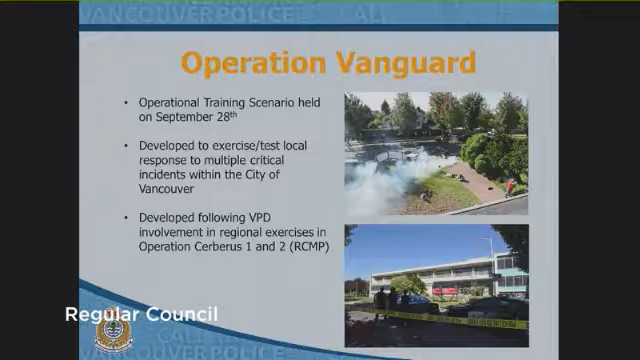 VANCOUVER POLICE
Operation Vanguard
• Operational Training Scenario held
on September 28th
• Developed to exercise/test local
response to multiple critical
incidents within the City of
Vancouver
• Developed following VPD
involvement in regional exercises in
Operation Cerberus 1 and 2 (RCMP)
Regular Council
VANCOUVER POLICE